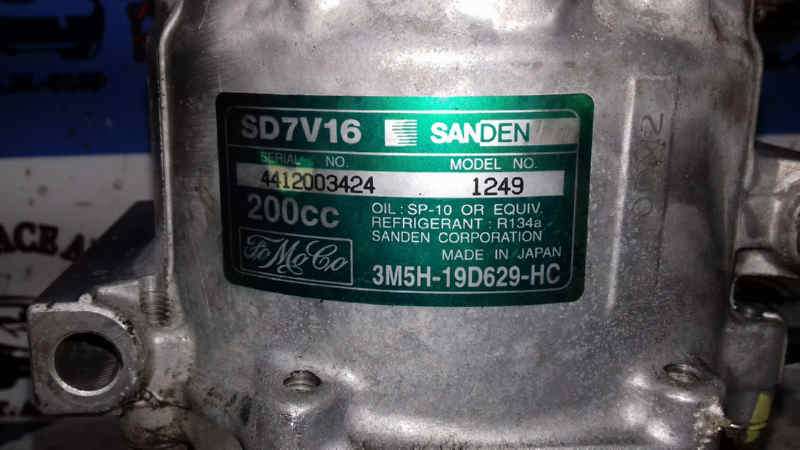 SD7V16 SANDEN
SERIAL NO. MODEL NO.
4412003424 1249
200cc OIL : SP-10 OR EQUIV.
REFRIGERANT : R134a
SANDEN CORPORATION
MADE IN JAPAN
FoMoCo 3M5H-19D629-HC